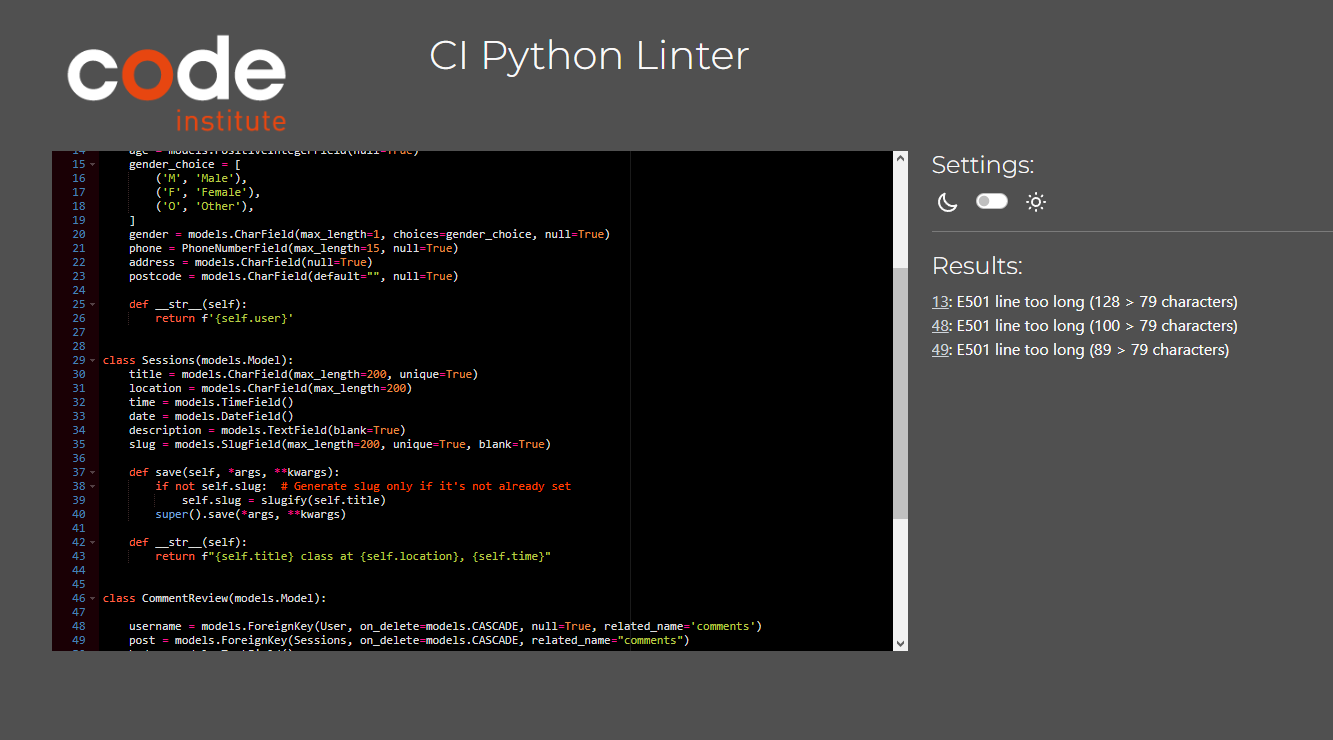 code
institute
CI Python Linter
14 age = models.PositiveIntegerField(null=True)
15 gender_choice = [
16 ('M', 'Male'),
17 ('F', 'Female'),
18 ('O', 'Other'),
19 ]
20 gender = models.CharField(max_length=1, choices=gender_choice, null=True)
21 phone = PhoneNumberField(max_length=15, null=True)
22 address = models.CharField(null=True)
23 postcode = models.CharField(default="", null=True)
24
25 def __str__(self):
26 return f'{self.user}'
27
28
29 class Sessions(models.Model):
30 title = models.CharField(max_length=200, unique=True)
31 location = models.CharField(max_length=200)
32 time = models.TimeField()
33 date = models.DateField()
34 description = models.TextField(blank=True)
35 slug = models.SlugField(max_length=200, unique=True, blank=True)
36
37 def save(self, *args, **kwargs):
38 if not self.slug:  # Generate slug only if it's not already set
39 self.slug = slugify(self.title)
40 super().save(*args, **kwargs)
41
42 def __str__(self):
43 return f"{self.title} class at {self.location}, {self.time}"
44
45
46 class CommentReview(models.Model):
47
48 username = models.ForeignKey(User, on_delete=models.CASCADE, null=True, related_name='comments')
49 post = models.ForeignKey(Sessions, on_delete=models.CASCADE, related_name="comments")
Settings:
Results:
13: E501 line too long (128 > 79 characters)
48: E501 line too long (100 > 79 characters)
49: E501 line too long (89 > 79 characters)